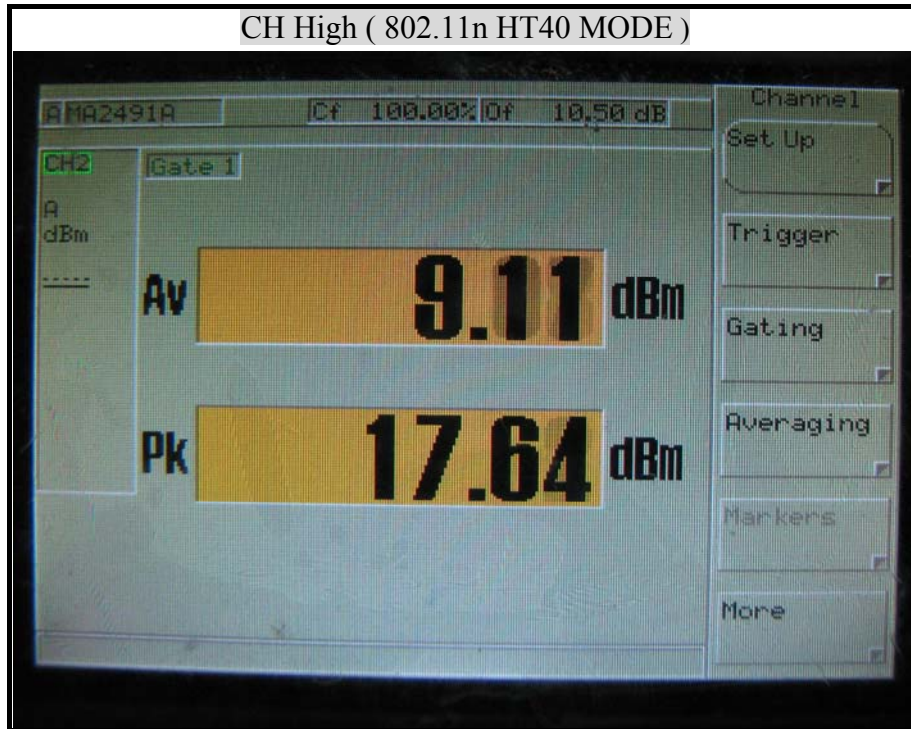 CH High ( 802.11n HT40 MODE )
A MA2491A Cf 100.00% Of 10.50 dB
CH2 Gate 1
A
dBm
-----
Av 9.11 dBm
Pk 17.64 dBm
Channel
Set Up
Trigger
Gating
Averaging
Markers
More